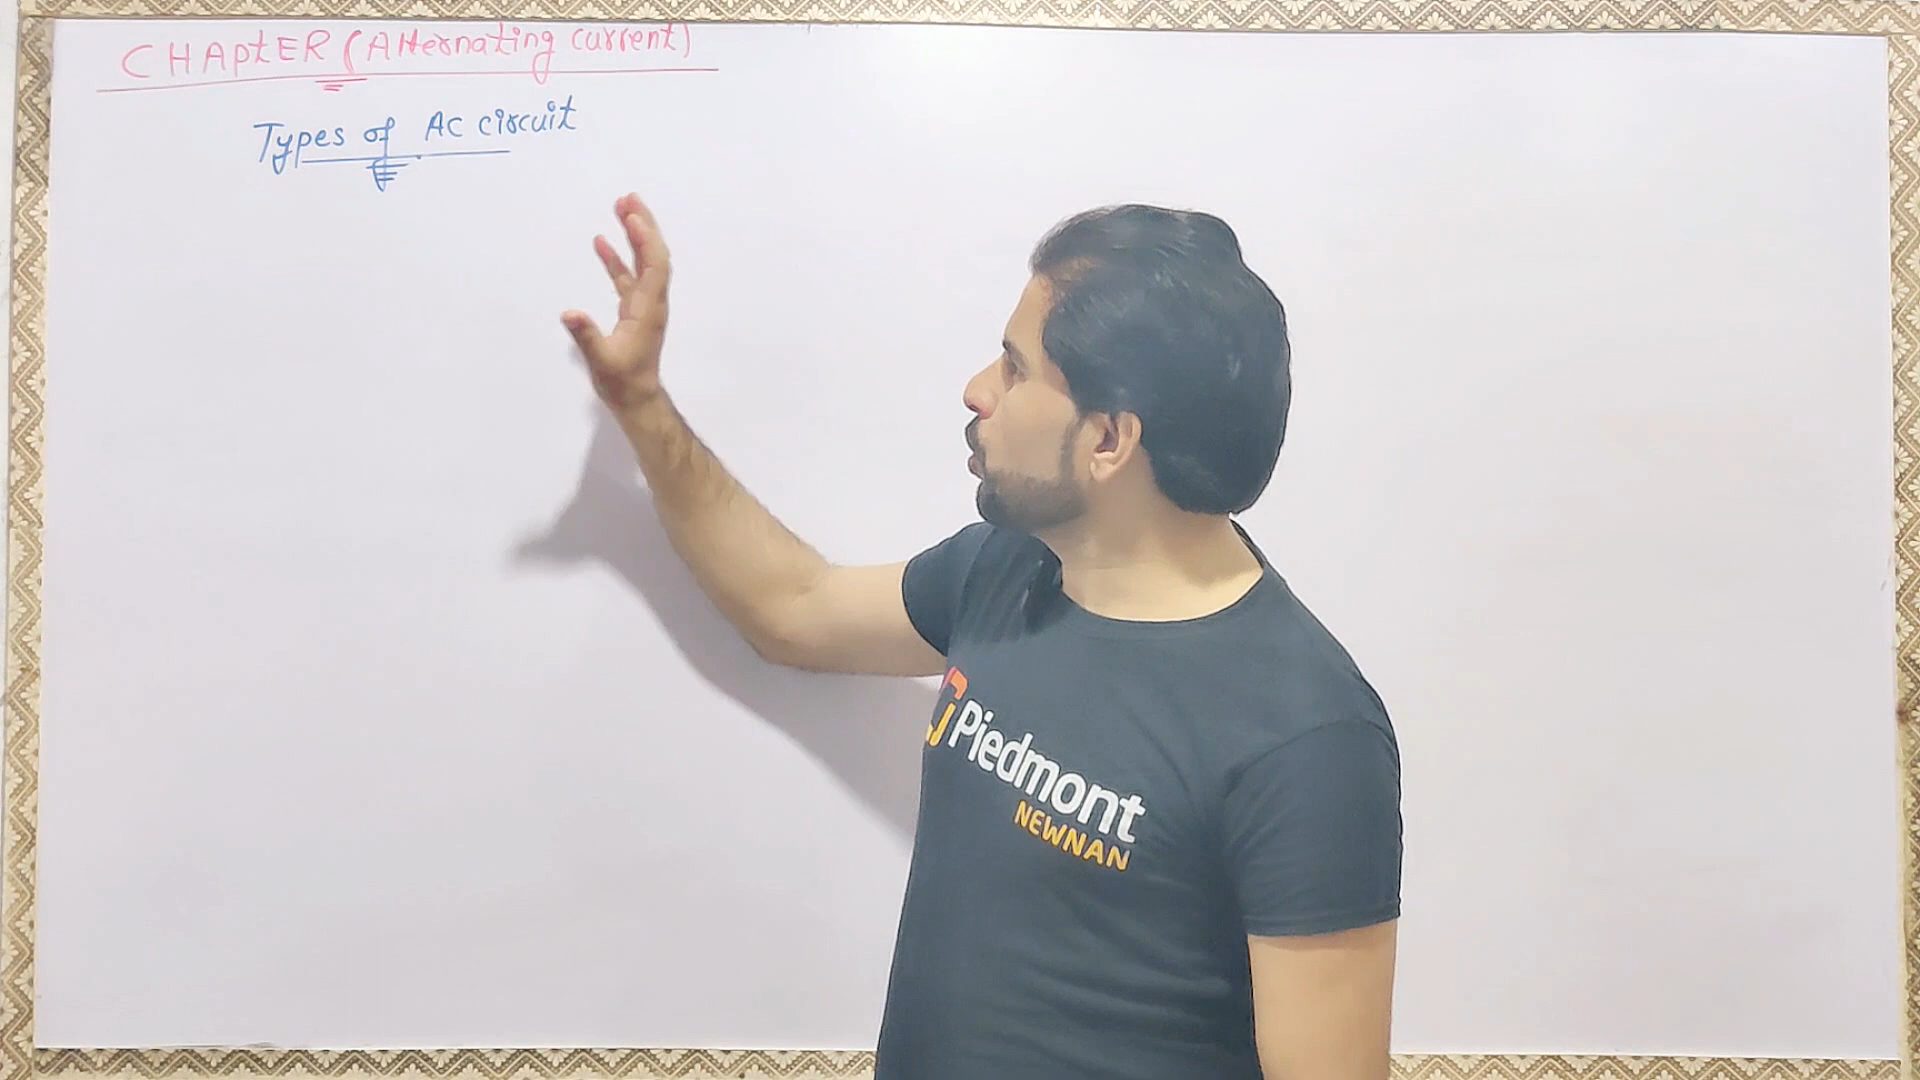 CHAPtER (Alternating current)
Types of AC circuit
Piedmont
NEWNAN